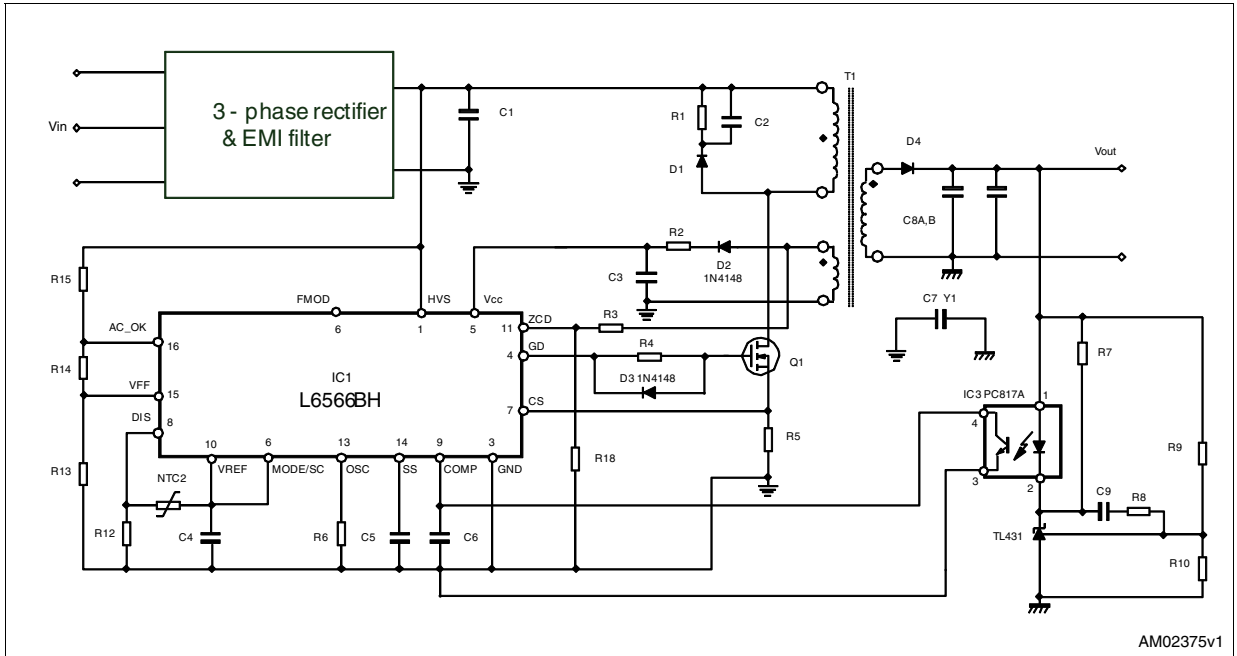 T1
3 - phase rectifier
& EMI filter
C1
R1
C2
D4
Vin
Vout
D1
C8A,B
R2
D2
1N4148
C3
R15
FMOD
HVS
Vcc
C7 Y1
6
1
5
11
ZCD
R3
AC_OK
16
4
GD
R4
Q1
R7
R14
IC1
L6566BH
D3 1N4148
VFF
15
IC3 PC817A
1
DIS
8
7
CS
4
R5
R9
10
6
13
14
9
3
VREF
MODE/SC
OSC
SS
COMP
GND
R18
R13
3
2
NTC2
C9
R8
R12
C4
R6
C5
C6
TL431
R10
AM02375v1